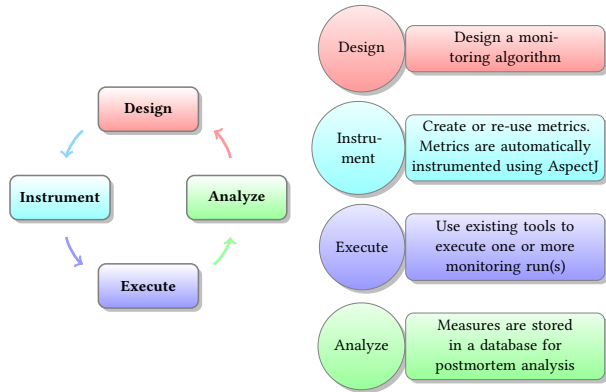 Design
Instrument
Analyze
Execute
Design
Design a moni-
toring algorithm
Instru-
ment
Create or re-use metrics.
Metrics are automatically
instrumented using AspectJ
Execute
Use existing tools to
execute one or more
monitoring run(s)
Analyze
Measures are stored
in a database for
postmortem analysis